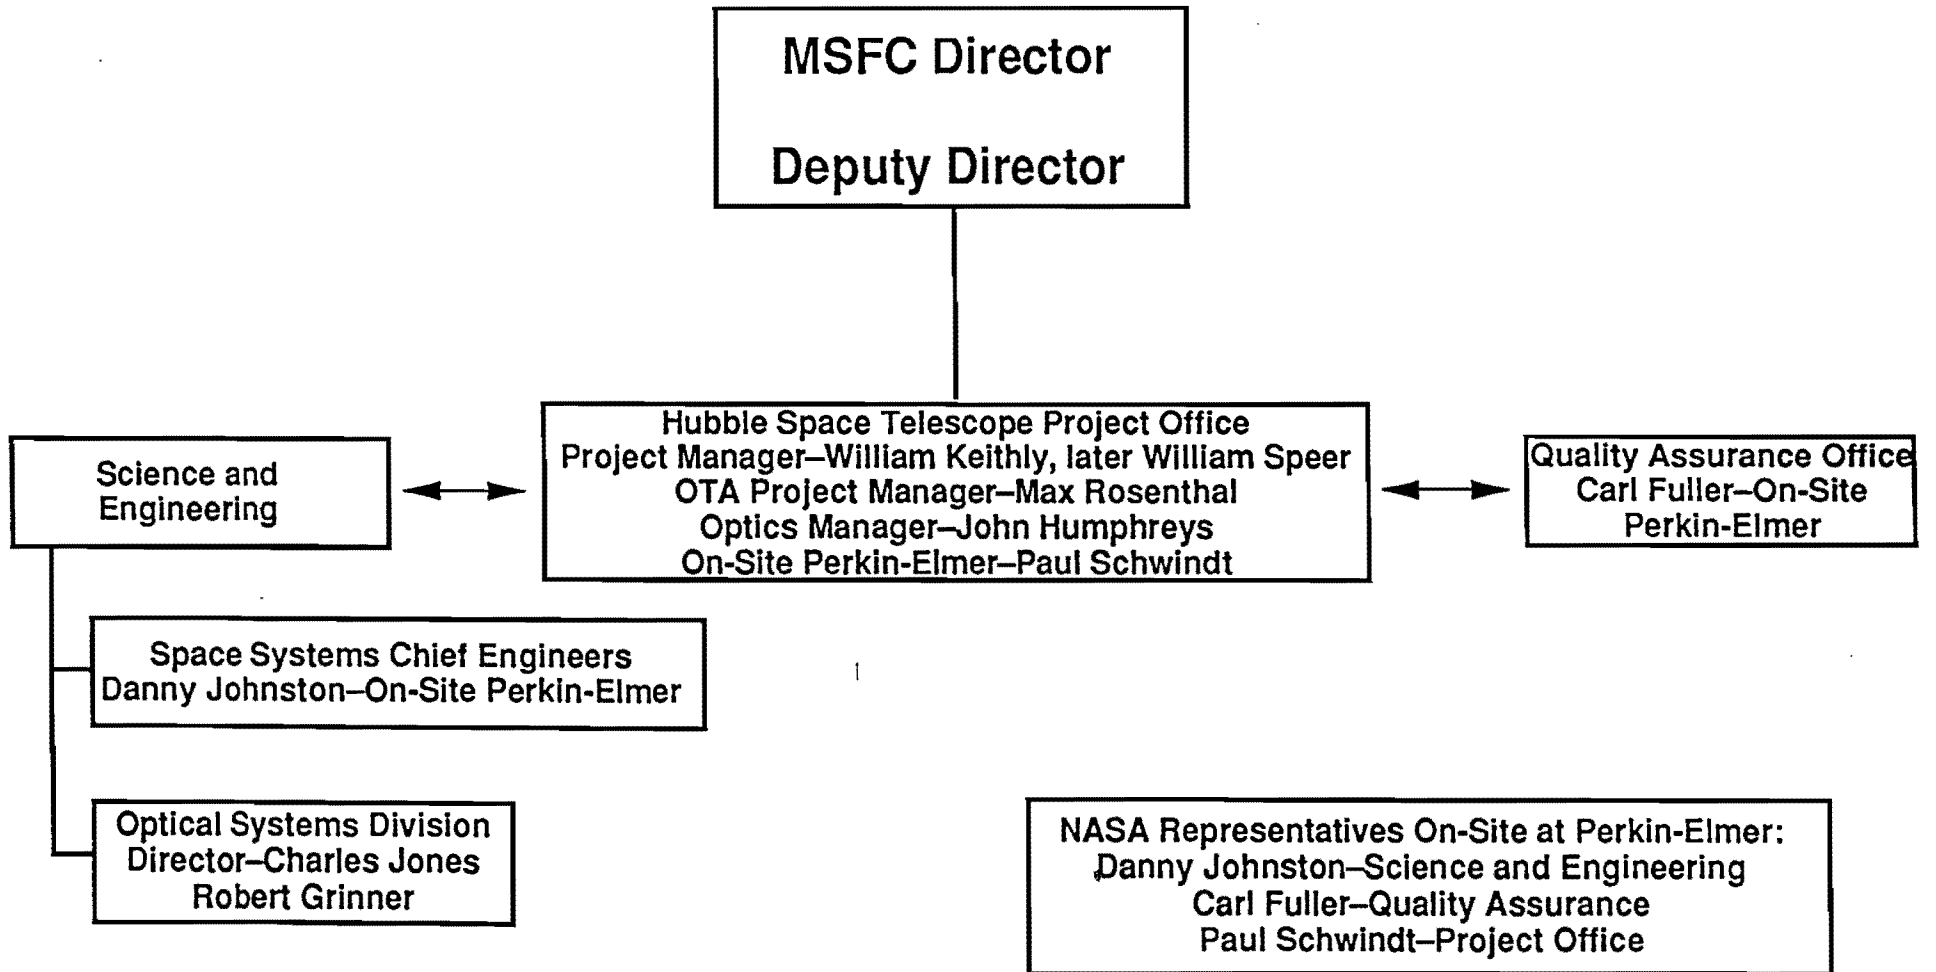 MSFC Director
Deputy Director
Hubble Space Telescope Project Office
Project Manager–William Keithly, later William Speer
OTA Project Manager–Max Rosenthal
Optics Manager–John Humphreys
On-Site Perkin-Elmer–Paul Schwindt
Science and
Engineering
Quality Assurance Office
Carl Fuller–On-Site
Perkin-Elmer
Space Systems Chief Engineers
Danny Johnston–On-Site Perkin-Elmer
Optical Systems Division
Director–Charles Jones
Robert Grinner
NASA Representatives On-Site at Perkin-Elmer:
Danny Johnston–Science and Engineering
Carl Fuller–Quality Assurance
Paul Schwindt–Project Office